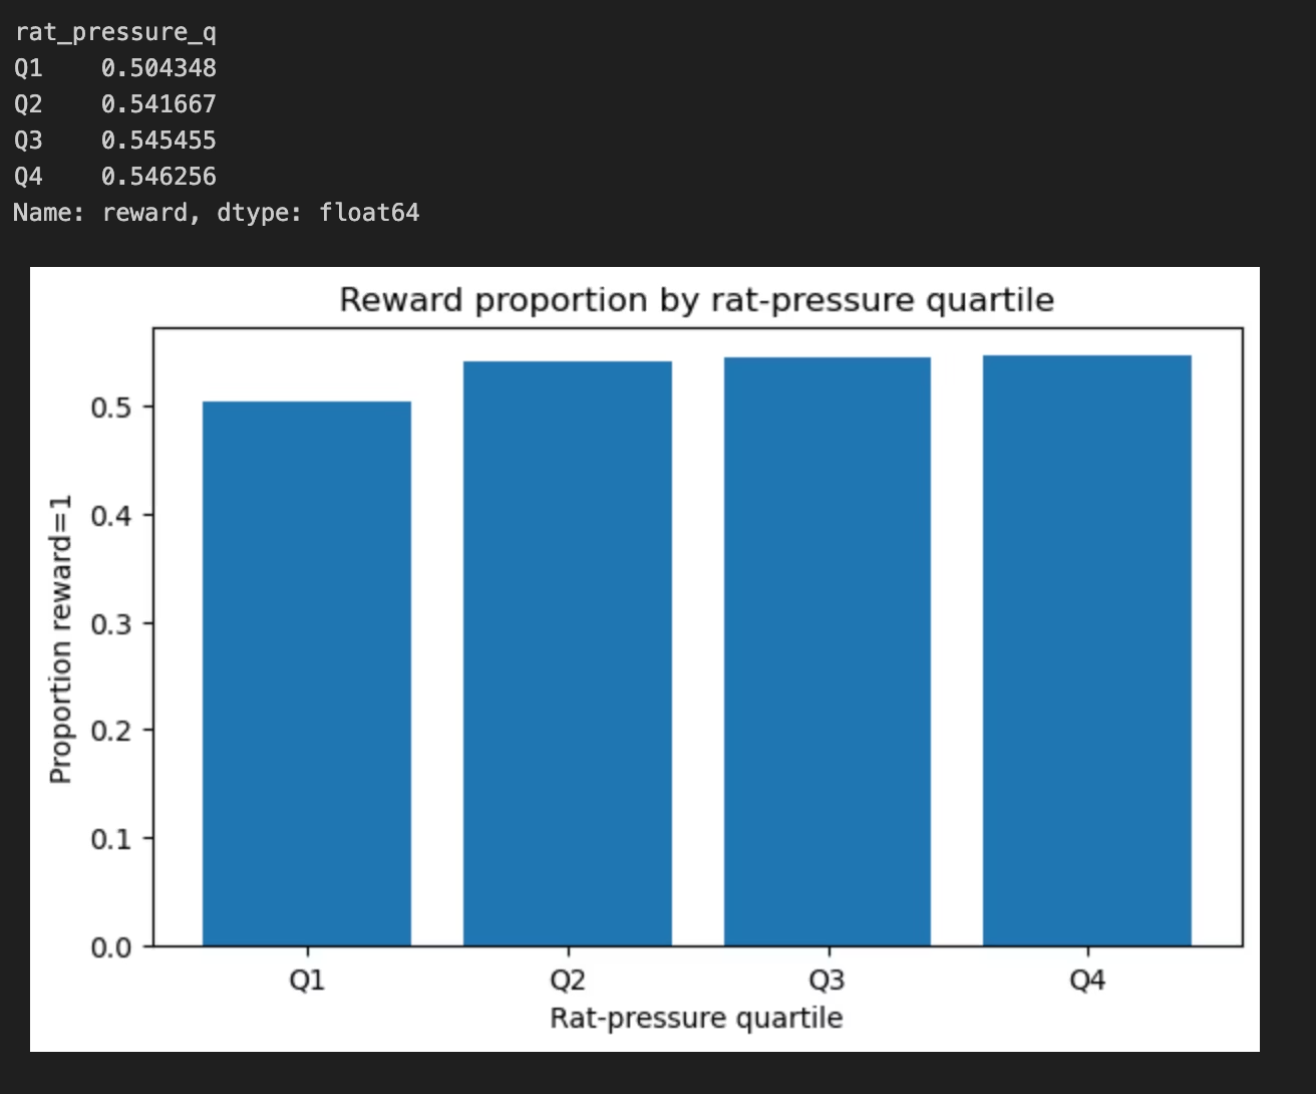 rat_pressure_q
Q1    0.504348
Q2    0.541667
Q3    0.545455
Q4    0.546256
Name: reward, dtype: float64
Reward proportion by rat-pressure quartile
Proportion reward=1
0.5
0.4
0.3
0.2
0.1
0.0
Q1 Q2 Q3 Q4
Rat-pressure quartile